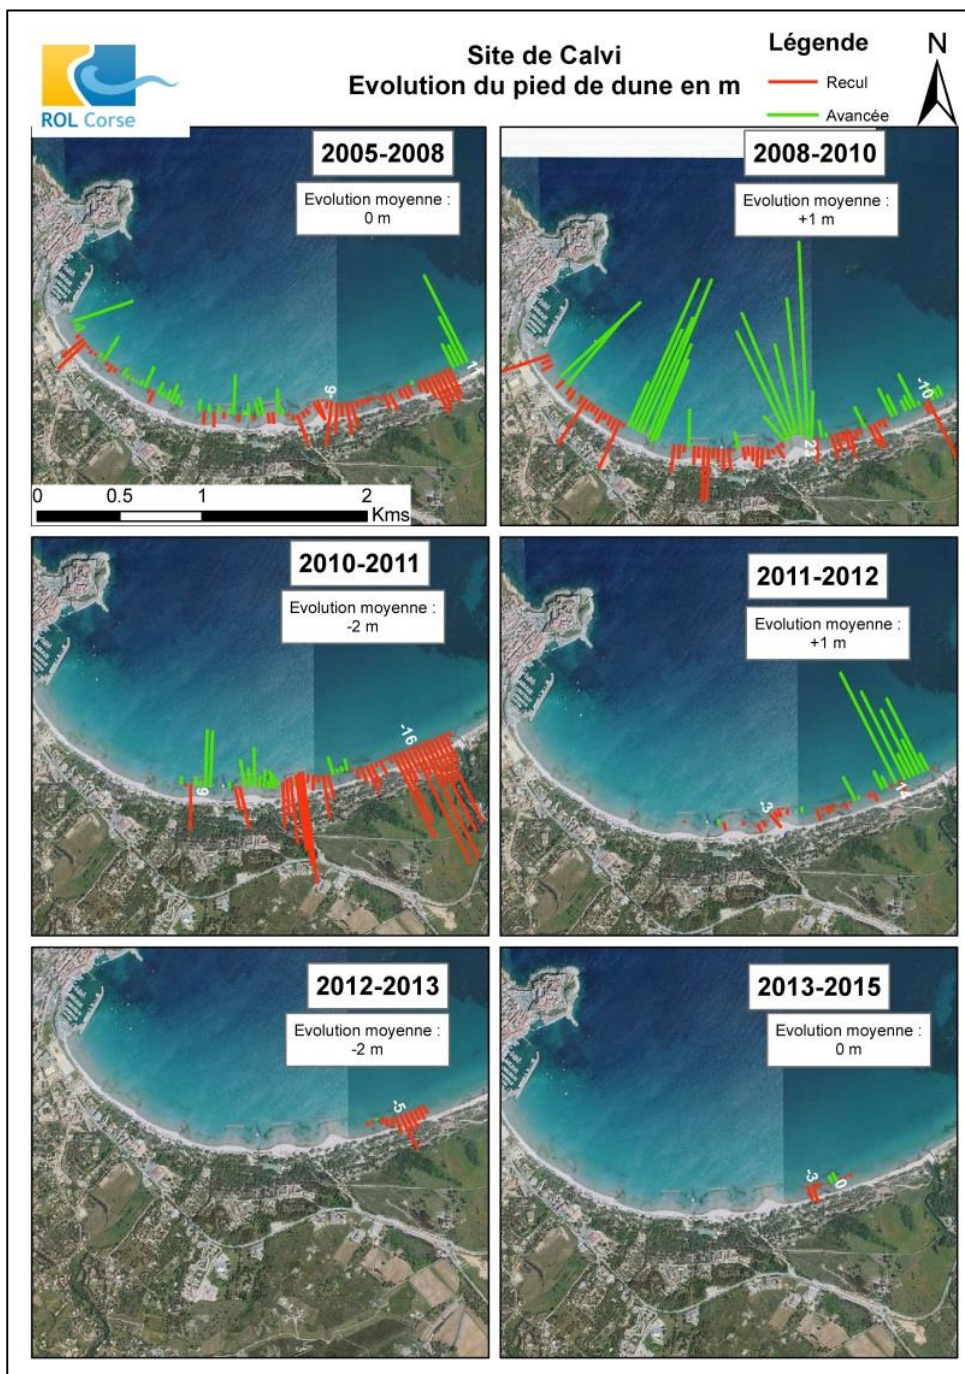 ROL Corse
Site de Calvi
Evolution du pied de dune en m
Légende
Recul
Avancée
N
2005-2008
Evolution moyenne :
0 m
-9
11
0 0.5 1 2
Kms
2008-2010
Evolution moyenne :
+1 m
23
-10
2010-2011
Evolution moyenne :
-2 m
9
-16
2011-2012
Evolution moyenne :
+1 m
-3
14
2012-2013
Evolution moyenne :
-2 m
-5
2013-2015
Evolution moyenne :
0 m
-3
0